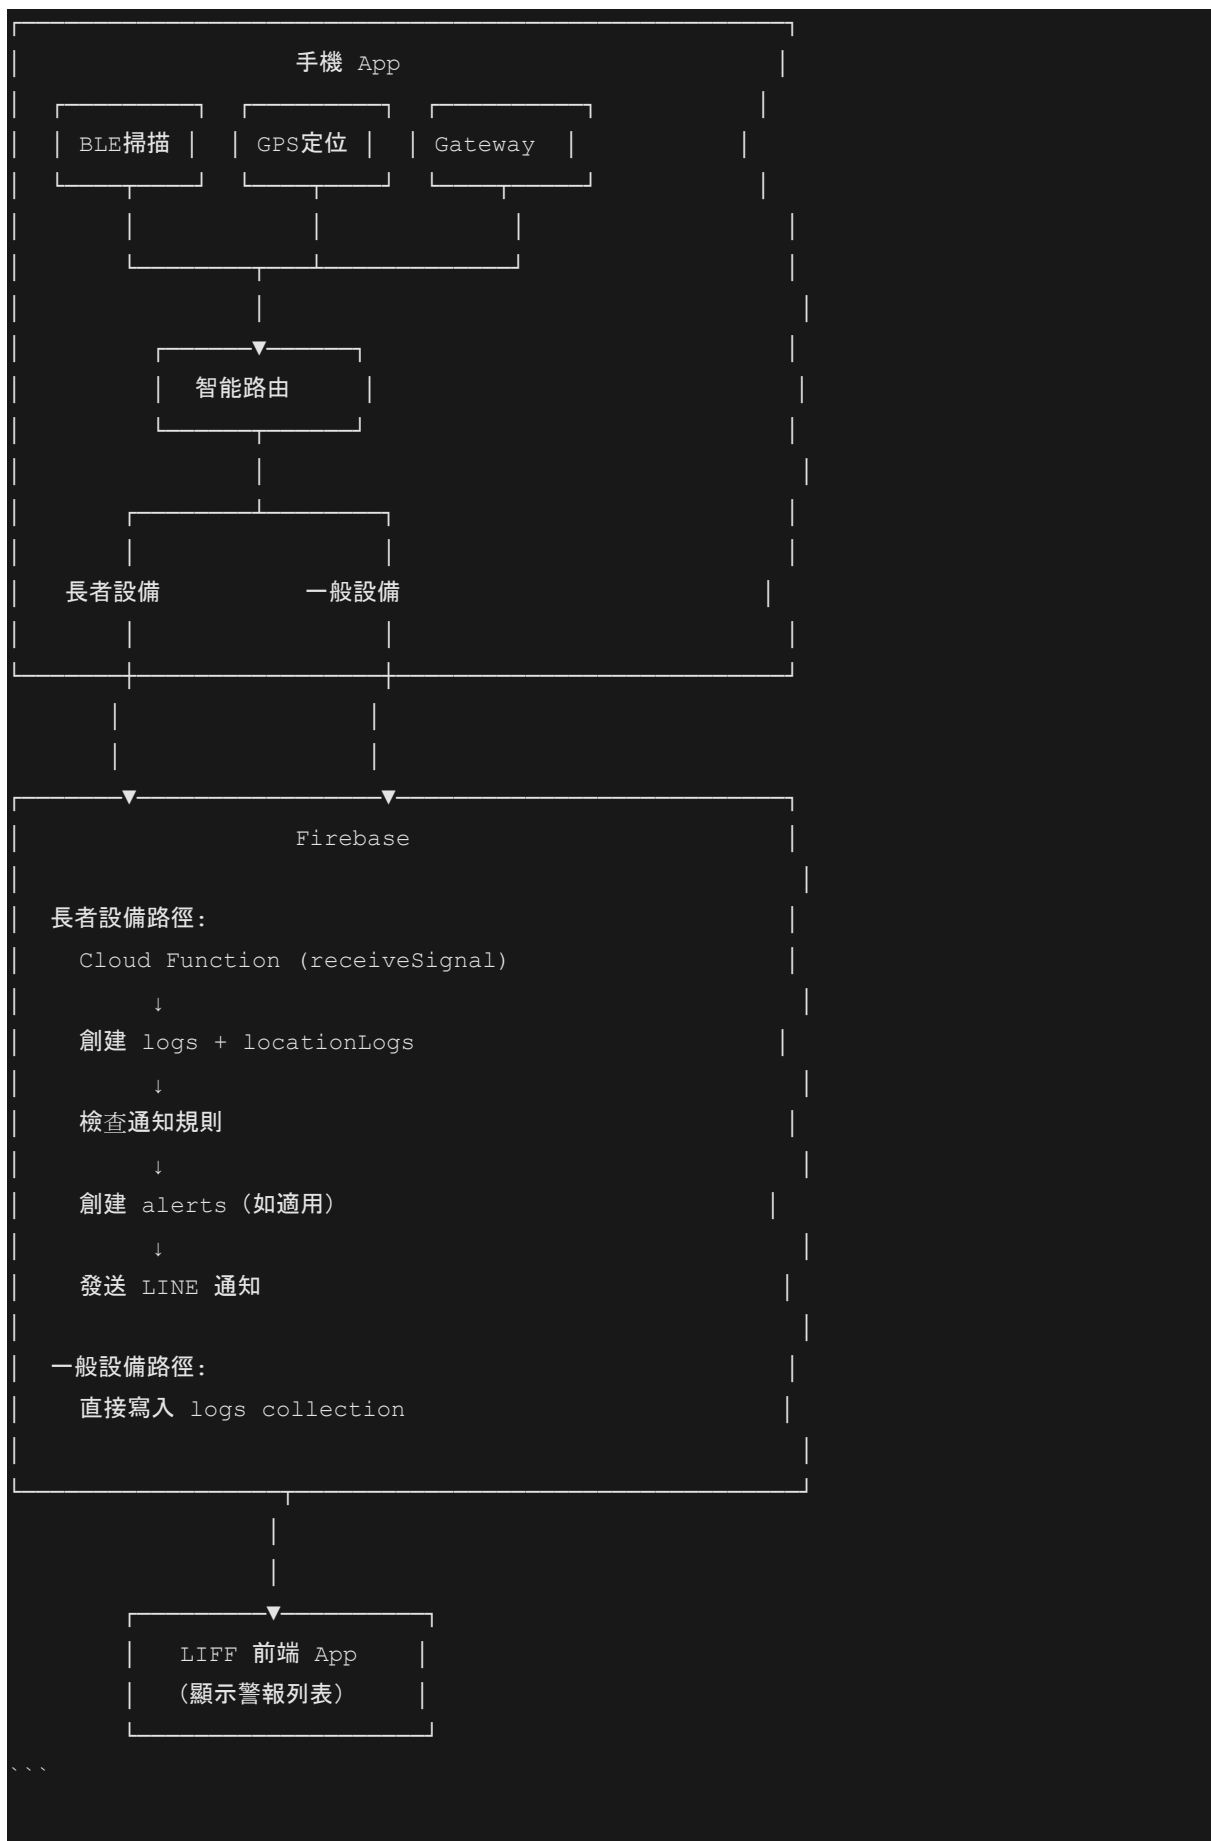 手機 App
BLE掃描 GPS定位 Gateway
智能路由
長者設備 一般設備
Firebase
長者設備路徑:
Cloud Function (receiveSignal)
↓
創建 logs + locationLogs
↓
檢查通知規則
↓
創建 alerts（如適用）
↓
發送 LINE 通知
一般設備路徑:
直接寫入 logs collection
LIFF 前端 App
（顯示警報列表）
```